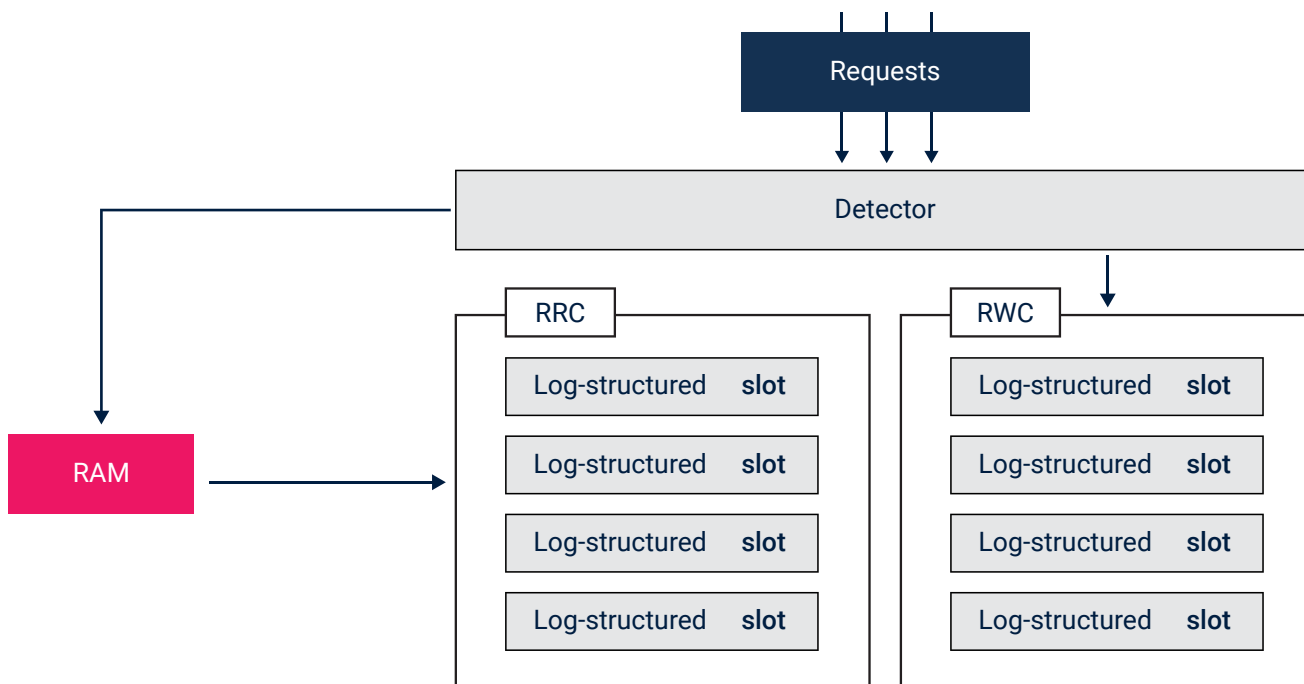 Requests
Detector
RRC
RWC
Log-structured slot
Log-structured slot
Log-structured slot
Log-structured slot
RAM
Log-structured slot
Log-structured slot
Log-structured slot
Log-structured slot